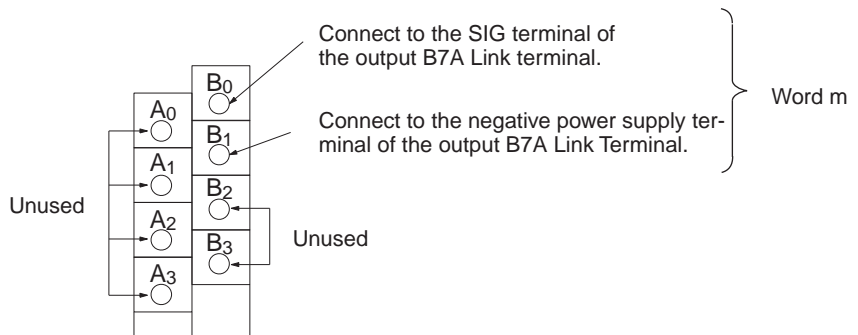 Connect to the SIG terminal of
the output B7A Link terminal.
B0
Word m
A0
B1
Connect to the negative power supply ter-
minal of the output B7A Link Terminal.
A1
B2
Unused
A2
B3
Unused
A3